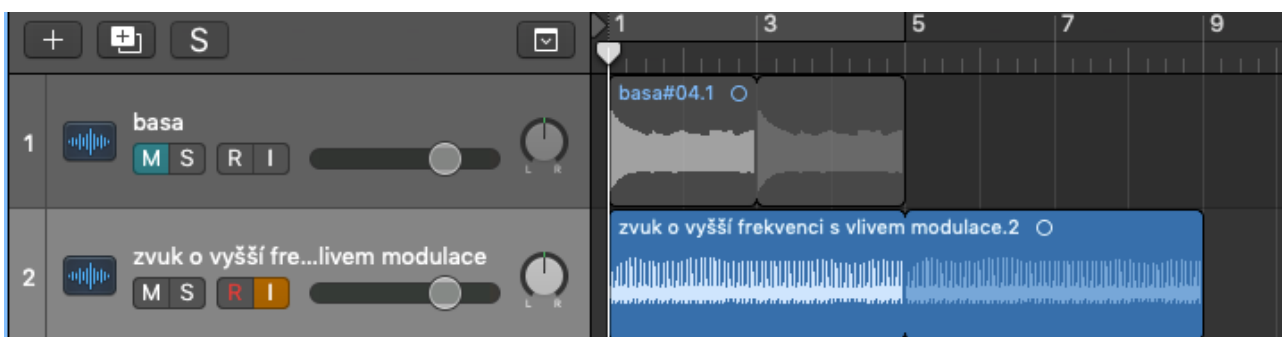 + S 1 3 5 7 9
basa#04.1
1 basa
M S R I
L R
zvuk o vyšší frekvenci s vlivem modulace.2
2 zvuk o vyšší fre...livem modulace
M S R I
L R